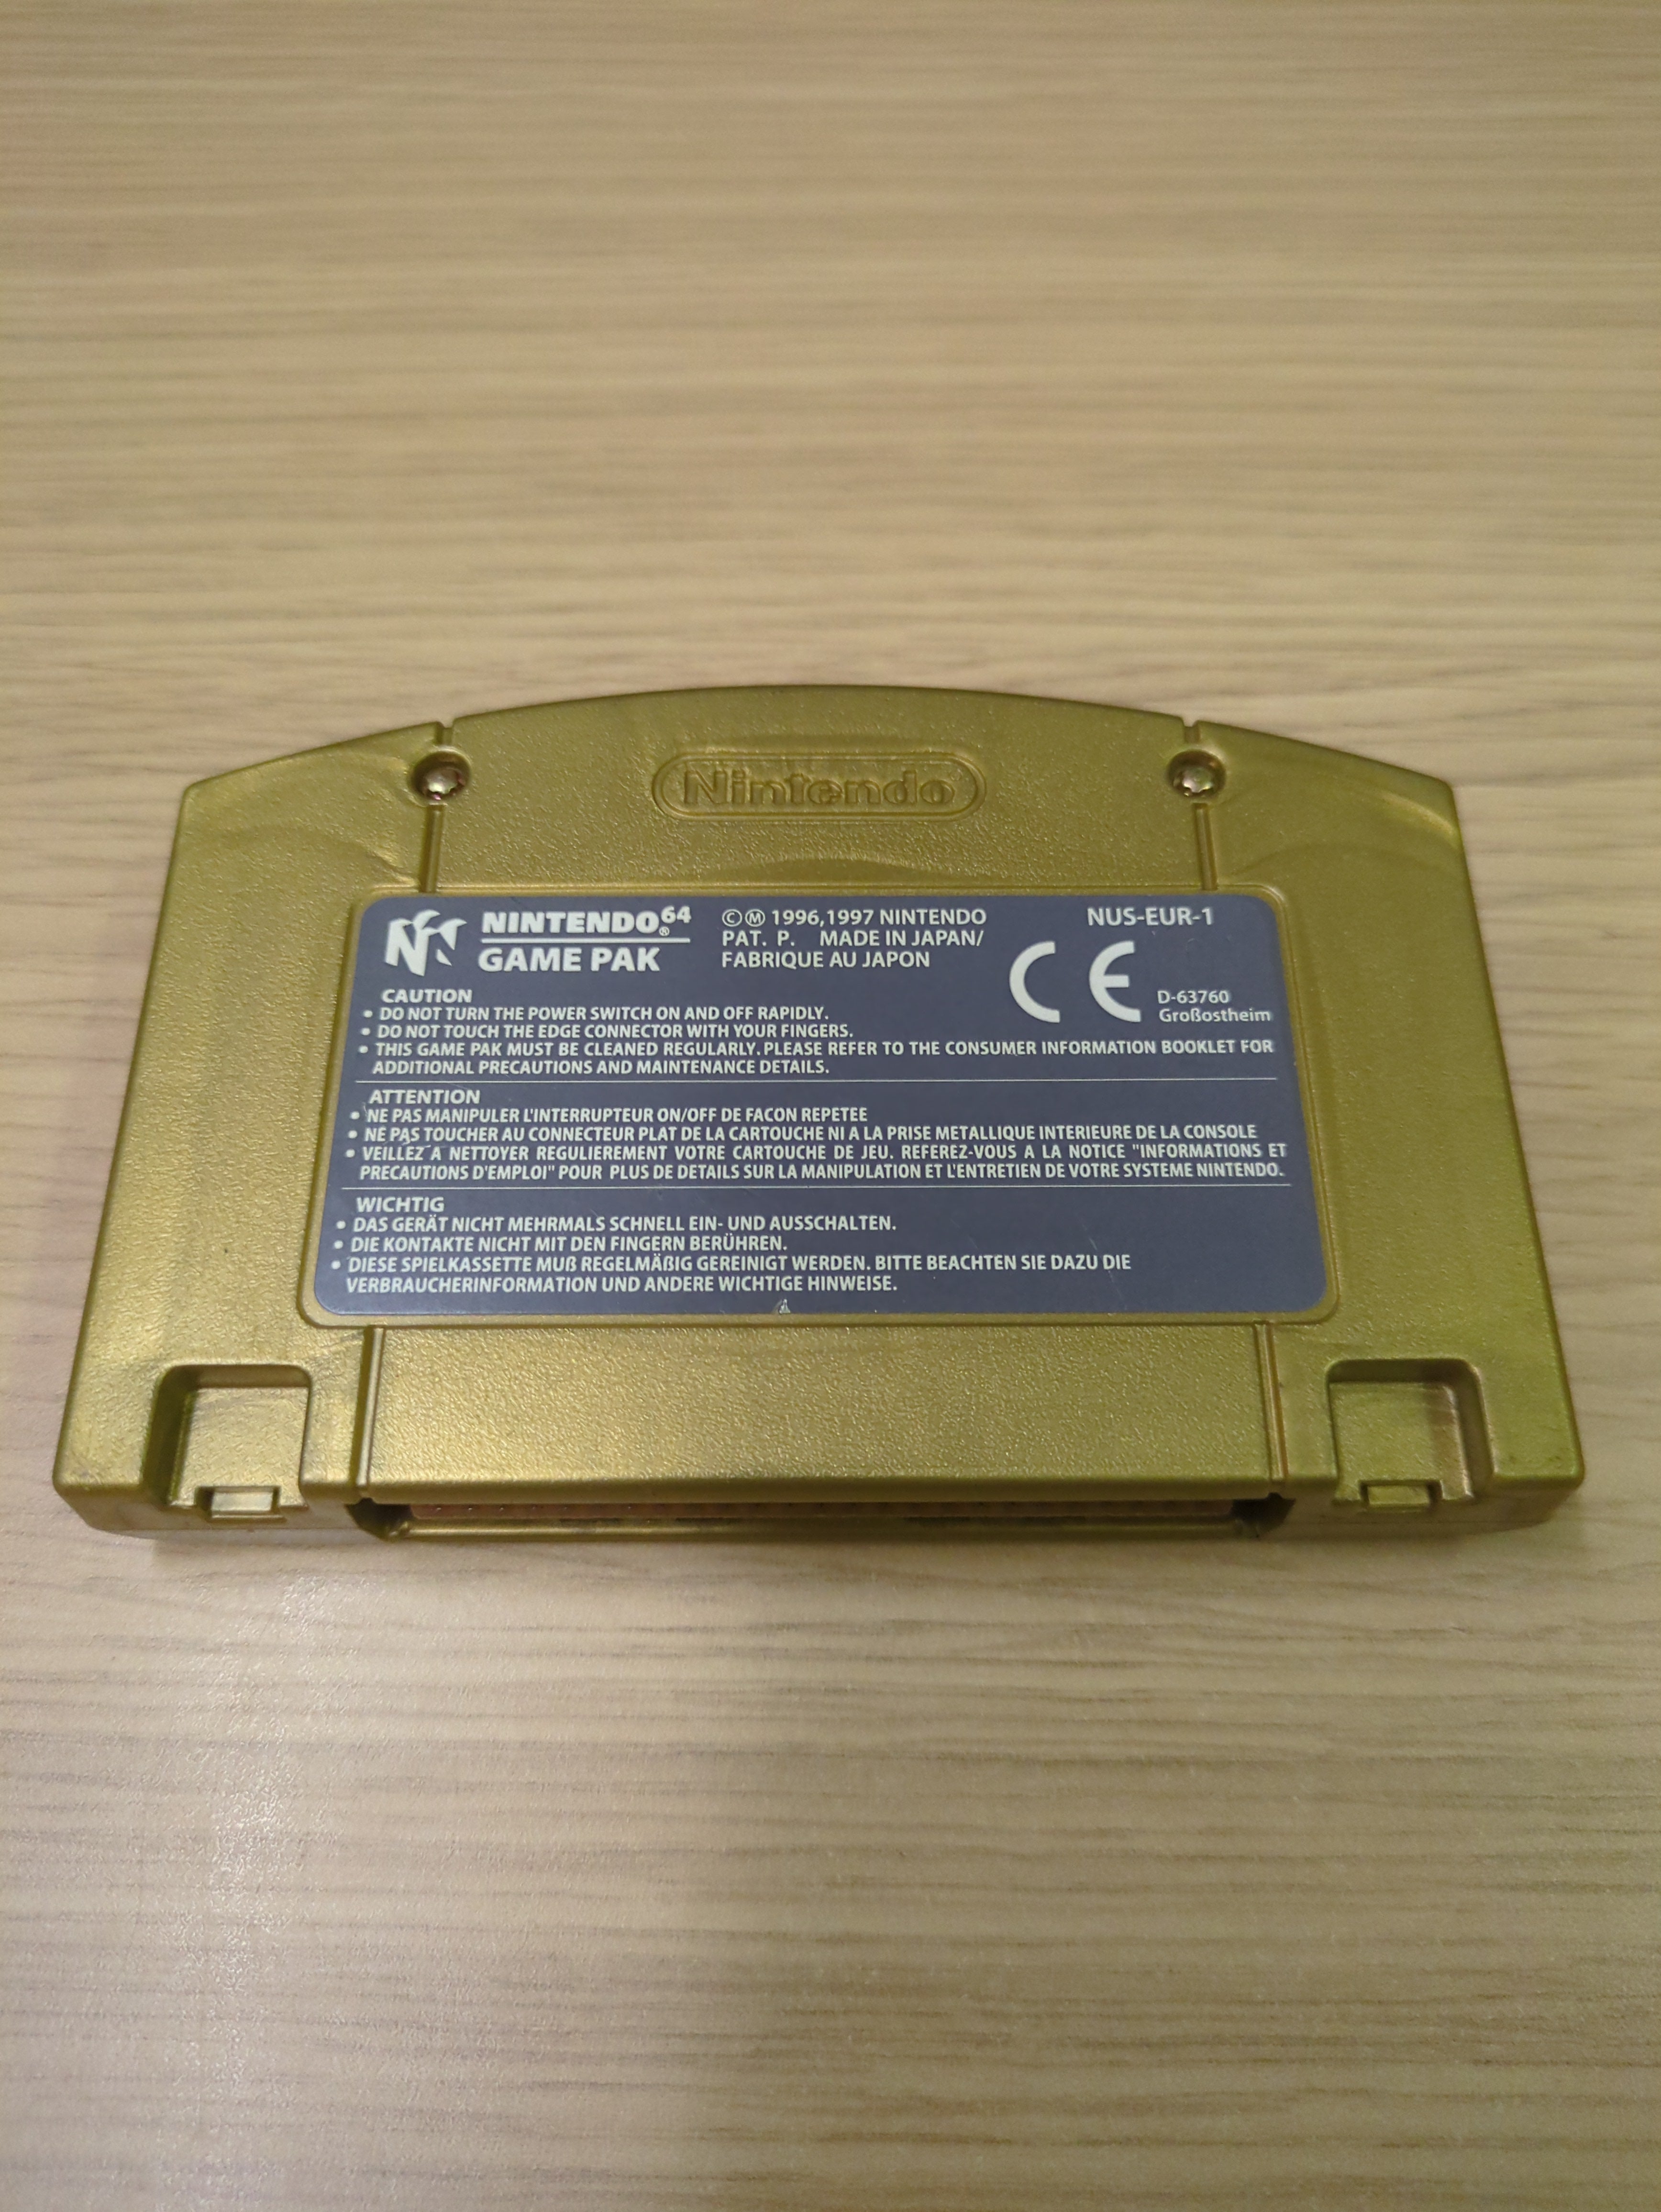 Nintendo
NINTENDO64®
GAME PAK
©Ⓜ 1996,1997 NINTENDO
PAT. P. MADE IN JAPAN/
FABRIQUE AU JAPON
NUS-EUR-1
CE
D-63760
Großostheim
CAUTION
• DO NOT TURN THE POWER SWITCH ON AND OFF RAPIDLY.
• DO NOT TOUCH THE EDGE CONNECTOR WITH YOUR FINGERS.
• THIS GAME PAK MUST BE CLEANED REGULARLY. PLEASE REFER TO THE CONSUMER INFORMATION BOOKLET FOR
ADDITIONAL PRECAUTIONS AND MAINTENANCE DETAILS.
ATTENTION
• NE PAS MANIPULER L'INTERRUPTEUR ON/OFF DE FACON REPETEE
• NE PAS TOUCHER AU CONNECTEUR PLAT DE LA CARTOUCHE NI A LA PRISE METALLIQUE INTERIEURE DE LA CONSOLE
• VEILLEZ A NETTOYER REGULIEREMENT VOTRE CARTOUCHE DE JEU. REFEREZ-VOUS A LA NOTICE "INFORMATIONS ET
PRECAUTIONS D'EMPLOI" POUR PLUS DE DETAILS SUR LA MANIPULATION ET L'ENTRETIEN DE VOTRE SYSTEME NINTENDO.
WICHTIG
• DAS GERÄT NICHT MEHRMALS SCHNELL EIN- UND AUSSCHALTEN.
• DIE KONTAKTE NICHT MIT DEN FINGERN BERÜHREN.
• DIESE SPIELKASSETTE MUß REGELMÄßIG GEREINIGT WERDEN. BITTE BEACHTEN SIE DAZU DIE
VERBRAUCHERINFORMATION UND ANDERE WICHTIGE HINWEISE.